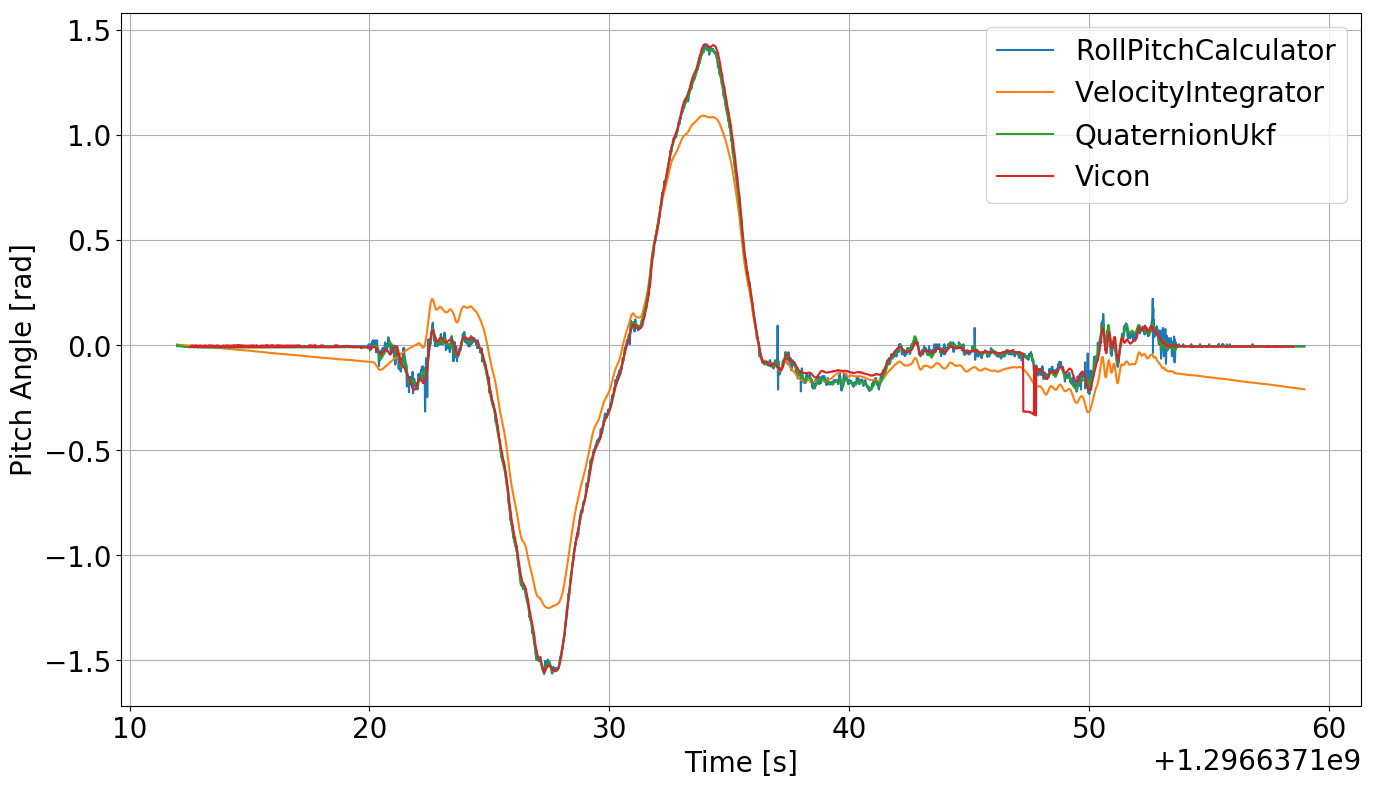 1.5
1.0
0.5
0.0
−0.5
−1.0
−1.5
Pitch Angle [rad]
RollPitchCalculator
VelocityIntegrator
QuaternionUkf
Vicon
10 20 30 40 50 60
Time [s]
+1.2966371e9